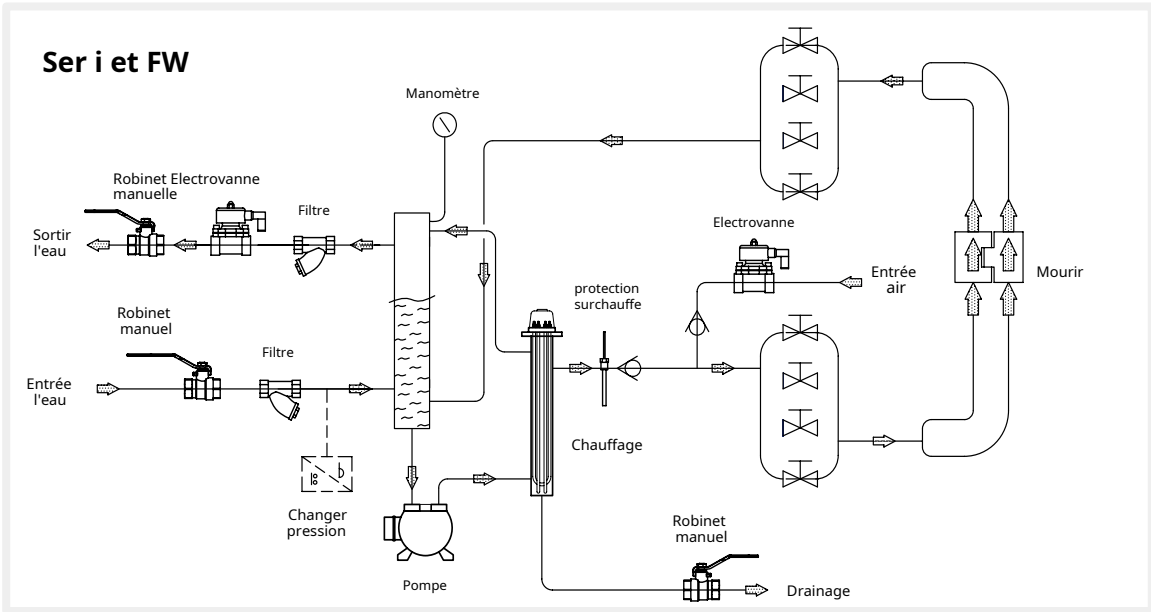 Ser i et FW
Manomètre
Robinet Electrovanne
manuelle
Filtre
Sortir
l'eau
Electrovanne
Entrée
air
Mourir
protection
surchauffe
Robinet
manuel
Filtre
Entrée
l'eau
Chauffage
Changer
pression
Pompe
Robinet
manuel
Drainage